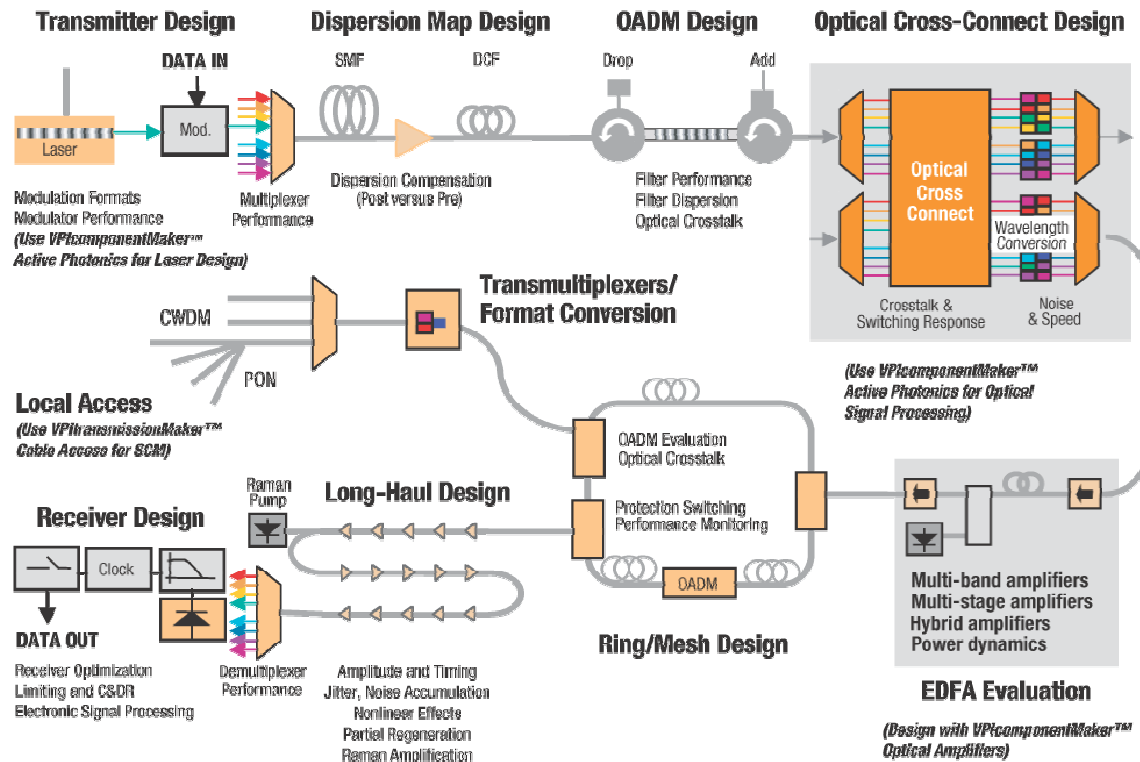 Transmitter Design
DATA IN
Laser
Mod.
Modulation Formats
Modulator Performance
(Use VPIcomponentMaker™
Active Photonics for Laser Design)
Multiplexer
Performance
Dispersion Map Design
SMF
DCF
Dispersion Compensation
(Post versus Pre)
OADM Design
Drop
Add
Filter Performance
Filter Dispersion
Optical Crosstalk
Optical Cross-Connect Design
Optical
Cross
Connect
Wavelength
Conversion
Crosstalk &
Switching Response
Noise
& Speed
(Use VPIcomponentMaker™
Active Photonics for Optical
Signal Processing)
Transmultiplexers/
Format Conversion
CWDM
PON
Local Access
(Use VPItransmissionMaker™
Cable Access for SCM)
OADM Evaluation
Optical Crosstalk
Protection Switching
Performance Monitoring
OADM
Ring/Mesh Design
Raman
Pump
Long-Haul Design
Receiver Design
Clock
DATA OUT
Receiver Optimization
Limiting and C&DR
Electronic Signal Processing
Demultiplexer
Performance
Amplitude and Timing
Jitter, Noise Accumulation
Nonlinear Effects
Partial Regeneration
Raman Amplification
Multi-band amplifiers
Multi-stage amplifiers
Hybrid amplifiers
Power dynamics
EDFA Evaluation
(Design with VPIcomponentMaker™
Optical Amplifiers)